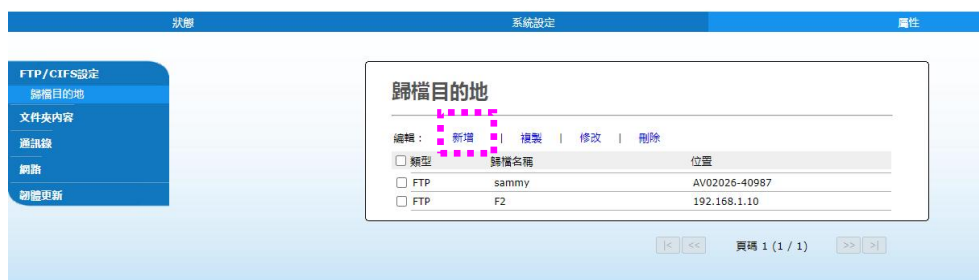 狀態 系統設定 屬性
FTP/CIFS設定
歸檔目的地
文件夾內容
通訊錄
網路
韌體更新
歸檔目的地
編輯： 新增 | 複製 | 修改 | 刪除
類型 歸檔名稱 位置
FTP sammy AV02026-40987
FTP F2 192.168.1.10
|< << 頁碼 1 (1 / 1) >> >|